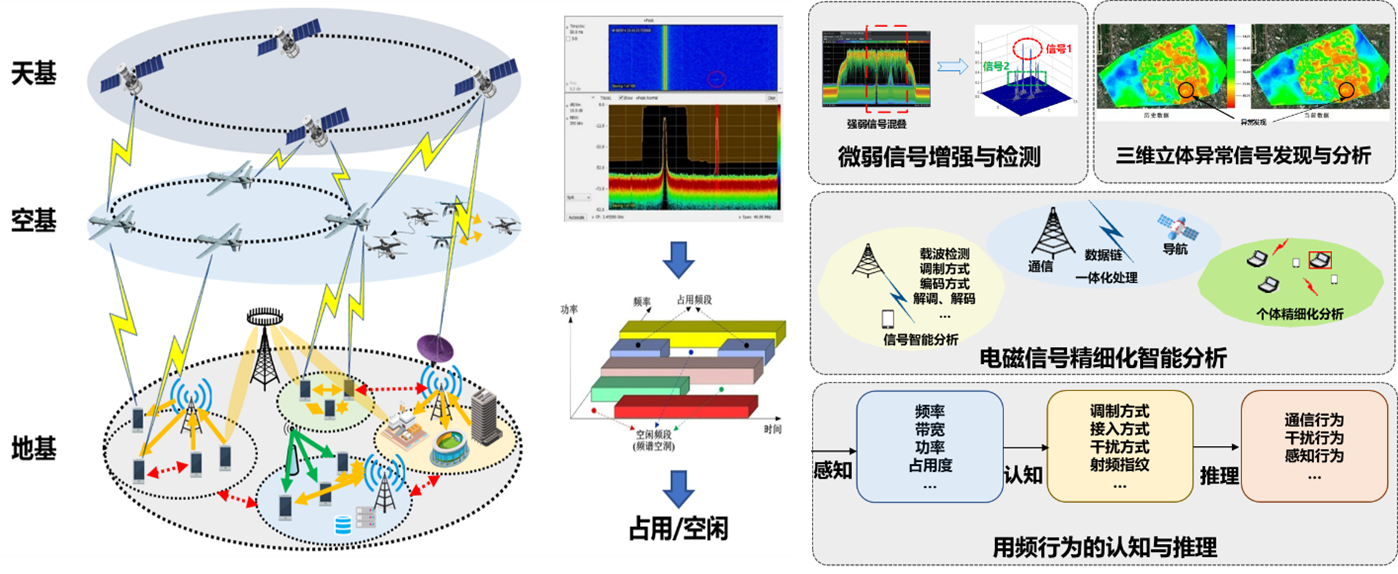 天基
空基
地基
功率
频率
占用频段
空闲频段
(频谱空洞)
时间
占用/空闲
强弱信号混叠
信号1
信号2
微弱信号增强与检测
历史数据
异常发现
当前数据
三维立体异常信号发现与分析
载波检测
调制方式
编码方式
解调、解码
...
信号智能分析
通信
数据链
导航
一体化处理
个体精细化分析
电磁信号精细化智能分析
感知
频率
带宽
功率
占用度
...
认知
调制方式
接入方式
干扰方式
射频指纹
...
推理
通信行为
干扰行为
感知行为
...
用频行为的认知与推理